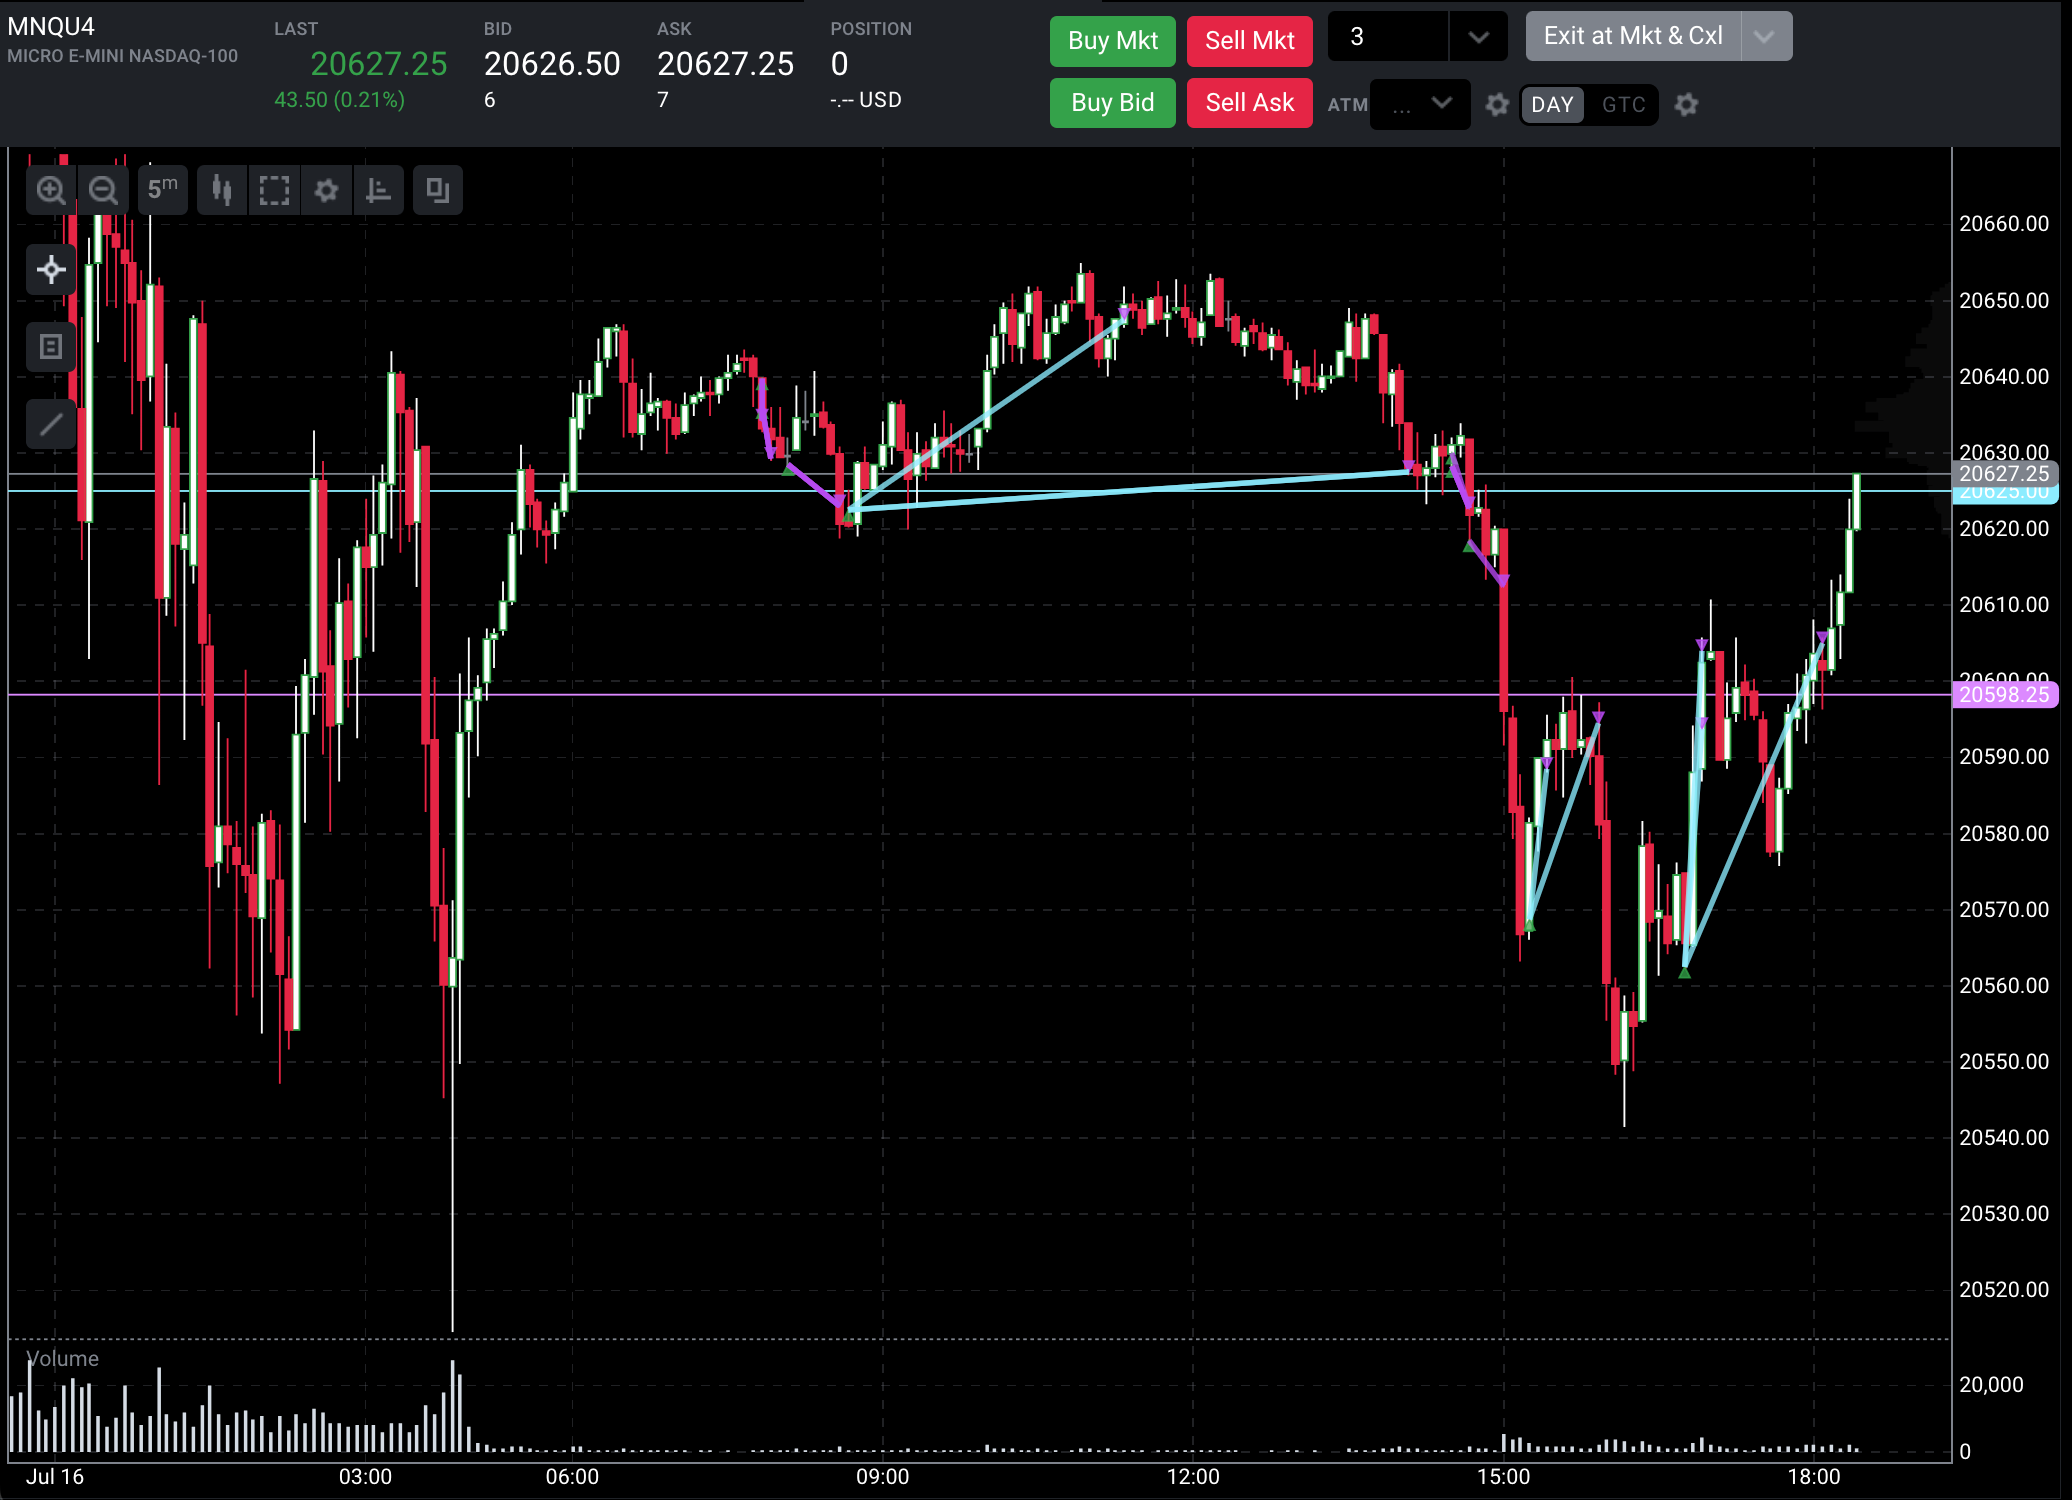 MNQU4
MICRO E-MINI NASDAQ-100
LAST
20627.25
43.50 (0.21%)
BID
20626.50
6
ASK
20627.25
7
POSITION
0
-.-- USD
Buy Mkt
Sell Mkt
3
Exit at Mkt & Cxl
Buy Bid
Sell Ask
ATM
...
DAY
GTC
5m
20660.00
20650.00
20640.00
20630.00
20627.25
20625.00
20620.00
20610.00
20600.00
20598.25
20590.00
20580.00
20570.00
20560.00
20550.00
20540.00
20530.00
20520.00
Volume
20,000
0
Jul 16
03:00
06:00
09:00
12:00
15:00
18:00